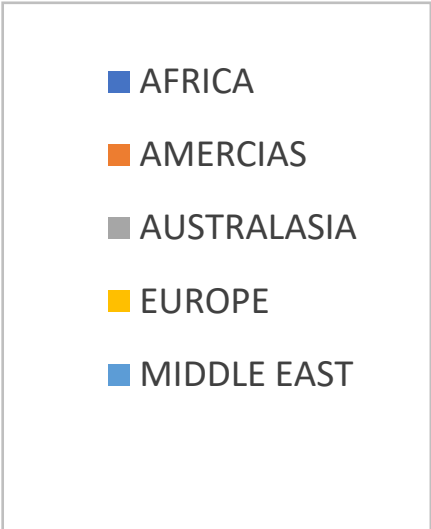 AFRICA
AMERCIAS
AUSTRALASIA
EUROPE
MIDDLE EAST